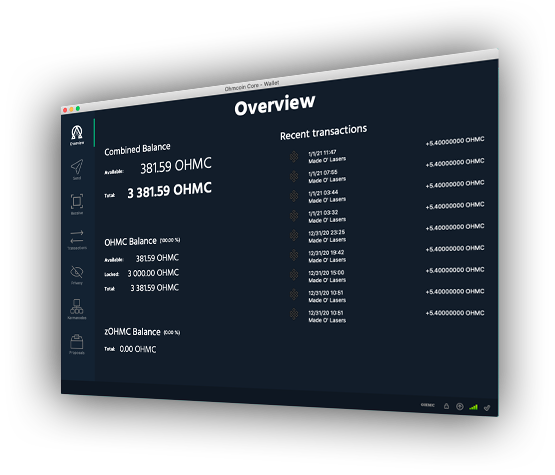 Ohmcoin Core - Wallet
Overview
Overview
Send
Receive
Transactions
Privacy
Masternodes
Proposals
Combined Balance
Available: 381.59 OHMC
Total: 3 381.59 OHMC
OHMC Balance (100.00 %)
Available: 381.59 OHMC
Locked: 3 000.00 OHMC
Total: 3 381.59 OHMC
zOHMC Balance (0.00 %)
Total: 0.00 OHMC
Recent transactions
1/1/21 11:47
Made O' Lasers
+5.40000000 OHMC
1/1/21 07:55
Made O' Lasers
+5.40000000 OHMC
1/1/21 03:44
Made O' Lasers
+5.40000000 OHMC
1/1/21 03:32
Made O' Lasers
+5.40000000 OHMC
12/31/20 23:25
Made O' Lasers
+5.40000000 OHMC
12/31/20 19:42
Made O' Lasers
+5.40000000 OHMC
12/31/20 15:00
Made O' Lasers
+5.40000000 OHMC
12/31/20 10:51
Made O' Lasers
+5.40000000 OHMC
12/31/20 10:51
Made O' Lasers
+5.40000000 OHMC